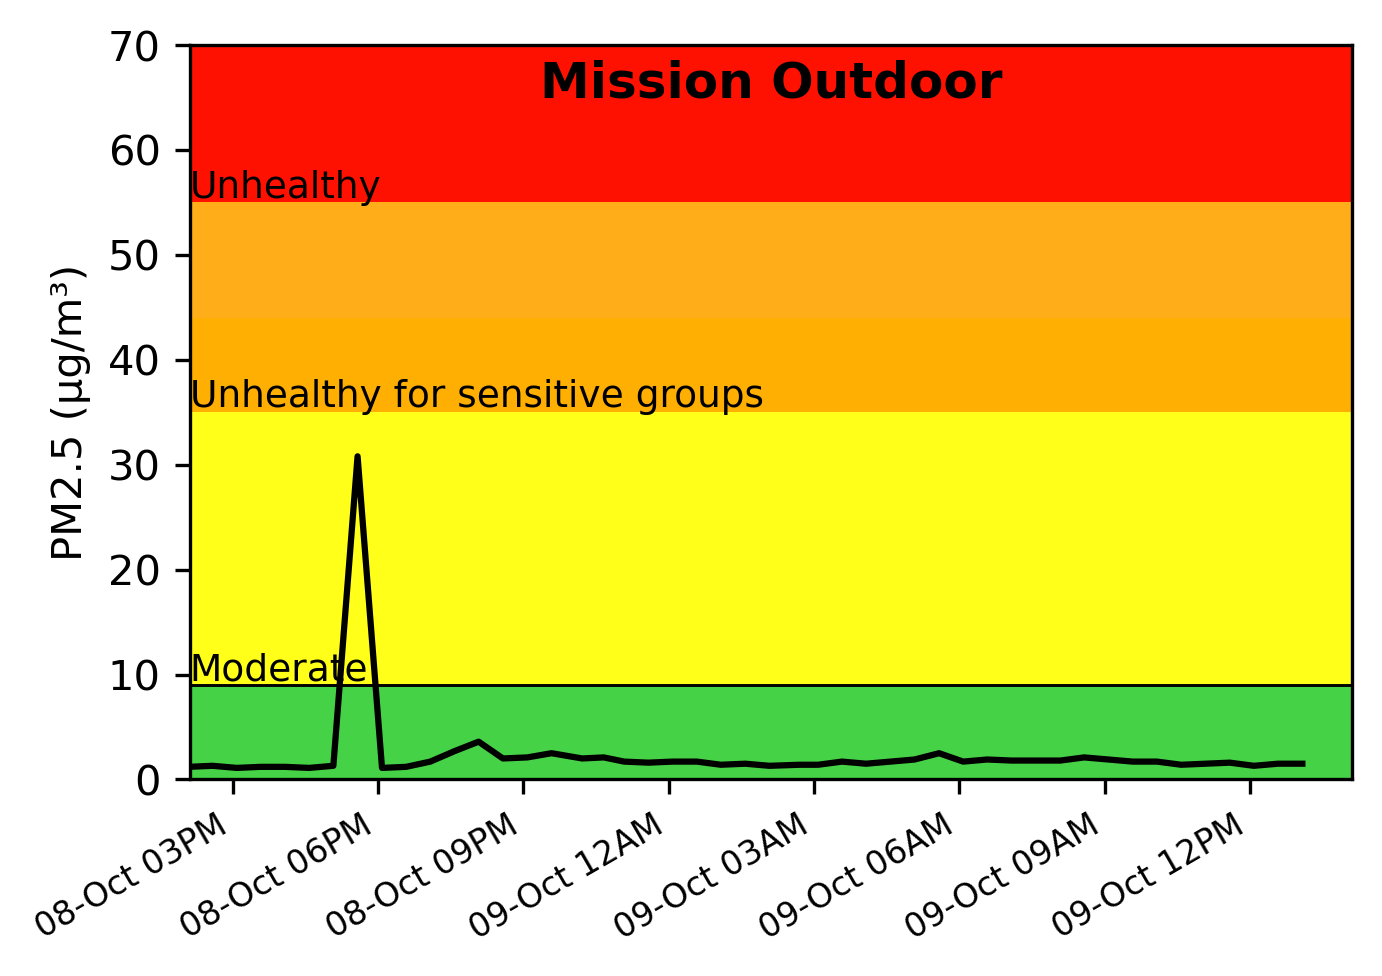 Mission Outdoor
70
60
Unhealthy
50
40
Unhealthy for sensitive groups
30
20
Moderate
10
0
PM2.5 (µg/m³)
08-Oct 03PM
08-Oct 06PM
08-Oct 09PM
09-Oct 12AM
09-Oct 03AM
09-Oct 06AM
09-Oct 09AM
09-Oct 12PM